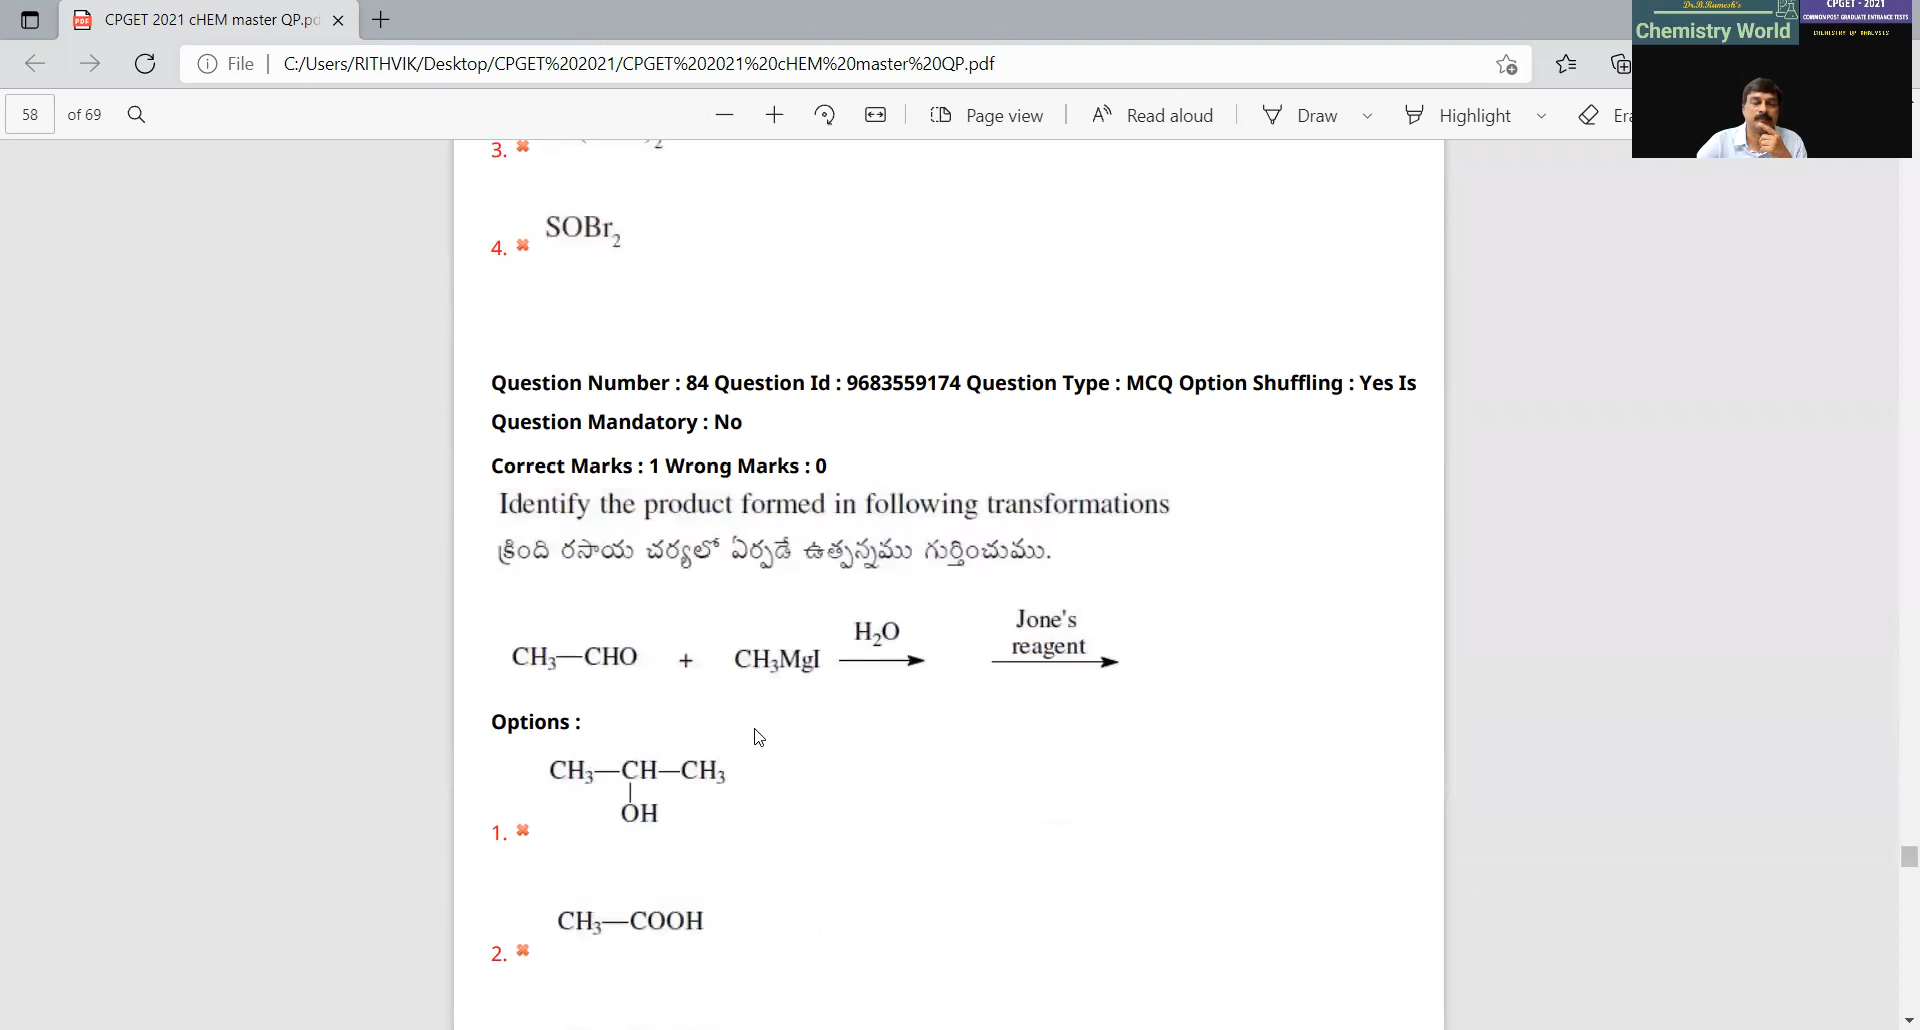 CPGET 2021 cHEM master QP.pd
File
C:/Users/RITHVIK/Desktop/CPGET%202021/CPGET%202021%20cHEM%20master%20QP.pdf
58 of 69
Page view
Read aloud
Draw
Highlight
Era
Dr.B.Ramesh's
Chemistry World
CPGET - 2021
COMMON POST GRADUATE ENTRANCE TESTS
CHEMISTRY QP ANALYSIS
3.
2
4. SOBr2
Question Number : 84 Question Id : 9683559174 Question Type : MCQ Option Shuffling : Yes Is
Question Mandatory : No
Correct Marks : 1 Wrong Marks : 0
Identify the product formed in following transformations
క్రింది రసాయ చర్యలో ఏర్పడే ఉత్పన్నము గుర్తించుము.
CH3—CHO + CH3MgI H2O Jone's
reagent
Options :
CH3—CH—CH3
OH
1.
CH3—COOH
2.